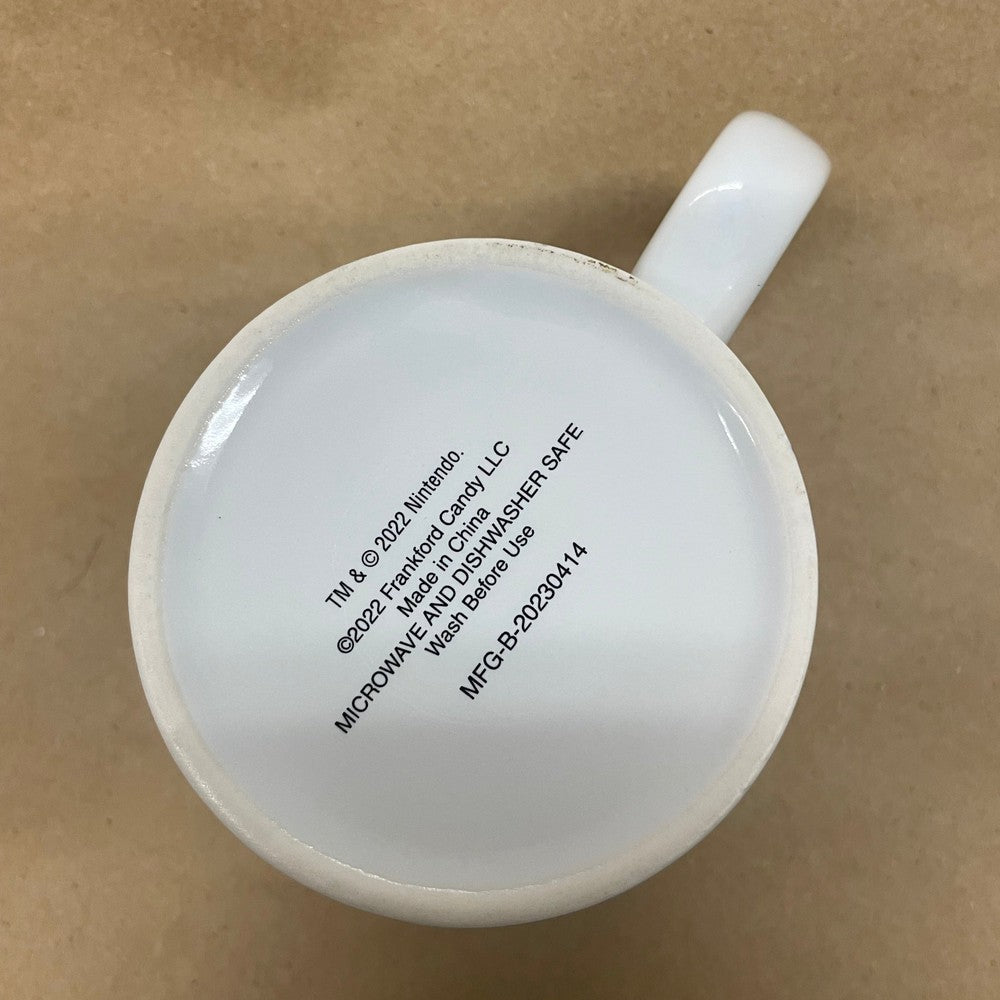 TM & © 2022 Nintendo.
©2022 Frankford Candy LLC
Made in China
MICROWAVE AND DISHWASHER SAFE
Wash Before Use
MFG-B-20230414